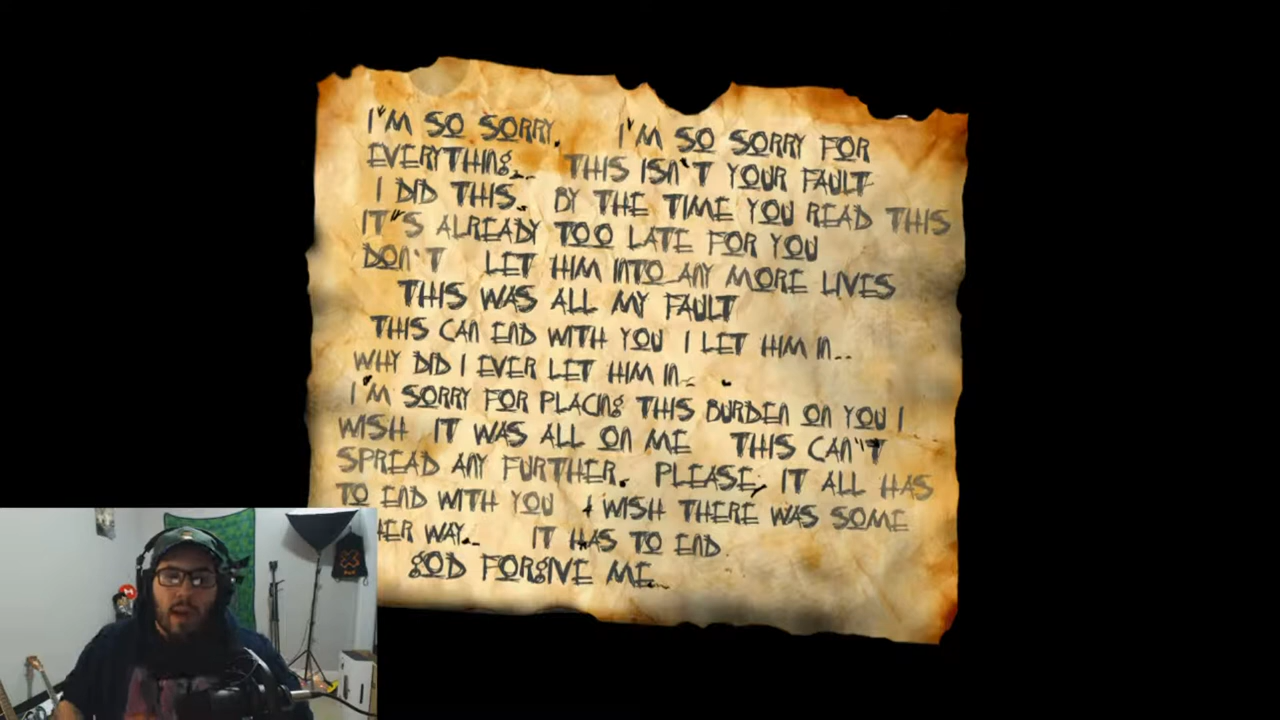 I'M SO SORRY. I'M SO SORRY FOR
EVERYTHING... THIS ISN'T YOUR FAULT
I DID THIS. BY THE TIME YOU READ THIS
IT"S ALREADY TOO LATE FOR YOU
DON'T LET HIM INTO ANY MORE LIVES
THIS WAS ALL MY FAULT
THIS CAN END WITH YOU I LET HIM IN..
WHY DID I EVER LET HIM IN..
I'M SORRY FOR PLACING THIS BURDEN ON YOU I
WISH IT WAS ALL ON ME THIS CAN"T
SPREAD ANY FURTHER. PLEASE, IT ALL HAS
TO END WITH YOU I WISH THERE WAS SOME
HER WAY... IT HAS TO END.
GOD FORGIVE ME...